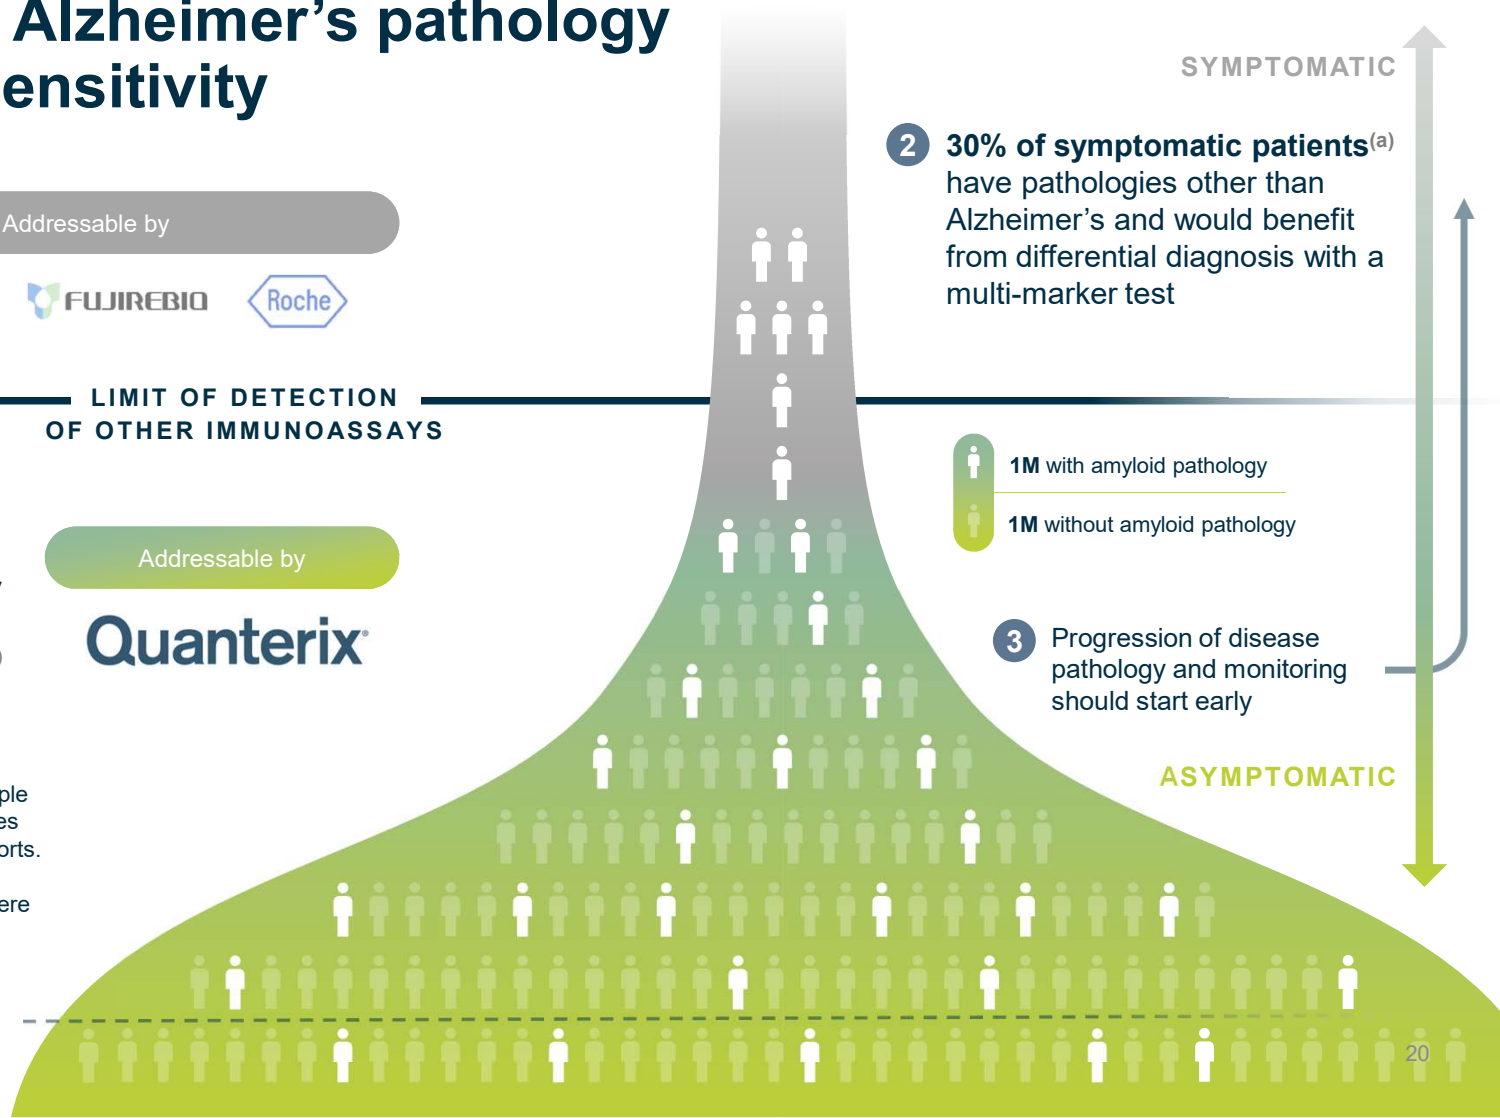 Alzheimer's pathology
ensitivity
SYMPTOMATIC
2 30% of symptomatic patients(a)
have pathologies other than
Alzheimer's and would benefit
from differential diagnosis with a
multi-marker test
Addressable by
FUJIREBIO Roche
LIMIT OF DETECTION
OF OTHER IMMUNOASSAYS
1M with amyloid pathology
1M without amyloid pathology
Addressable by
Quanterix®
3 Progression of disease
pathology and monitoring
should start early
ASYMPTOMATIC
ple
es
orts.
ere
20